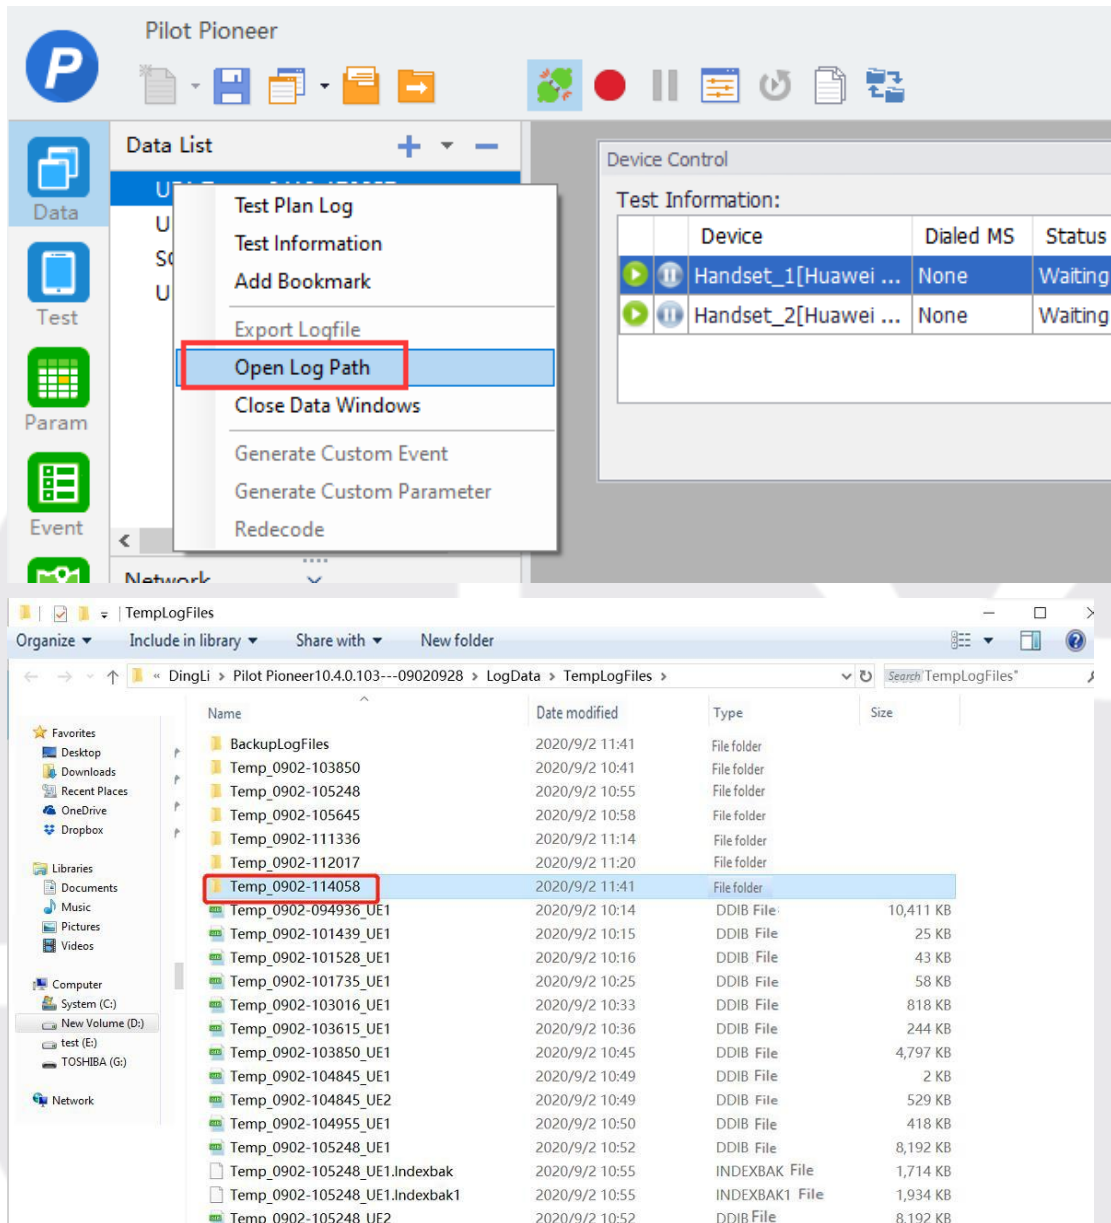 Pilot Pioneer
Data List
Data
Test
Param
Event
Test Plan Log
Test Information
Add Bookmark
Export Logfile
Open Log Path
Close Data Windows
Generate Custom Event
Generate Custom Parameter
Redecode
Network
Device Control
Test Information:
Device Dialed MS Status
Handset_1[Huawei ... None Waiting
Handset_2[Huawei ... None Waiting
TempLogFiles
Organize Include in library Share with New folder
« DingLi > Pilot Pioneer10.4.0.103---09020928 > LogData > TempLogFiles > Search TempLogFiles"
Favorites
Desktop
Downloads
Recent Places
OneDrive
Dropbox
Libraries
Documents
Music
Pictures
Videos
Computer
System (C:)
New Volume (D:)
test (E:)
TOSHIBA (G:)
Network
Name Date modified Type Size
BackupLogFiles 2020/9/2 11:41 File folder
Temp_0902-103850 2020/9/2 10:41 File folder
Temp_0902-105248 2020/9/2 10:55 File folder
Temp_0902-105645 2020/9/2 10:58 File folder
Temp_0902-111336 2020/9/2 11:14 File folder
Temp_0902-112017 2020/9/2 11:20 File folder
Temp_0902-114058 2020/9/2 11:41 File folder
Temp_0902-094936_UE1 2020/9/2 10:14 DDIB File 10,411 KB
Temp_0902-101439_UE1 2020/9/2 10:15 DDIB File 25 KB
Temp_0902-101528_UE1 2020/9/2 10:16 DDIB File 43 KB
Temp_0902-101735_UE1 2020/9/2 10:25 DDIB File 58 KB
Temp_0902-103016_UE1 2020/9/2 10:33 DDIB File 818 KB
Temp_0902-103615_UE1 2020/9/2 10:36 DDIB File 244 KB
Temp_0902-103850_UE1 2020/9/2 10:45 DDIB File 4,797 KB
Temp_0902-104845_UE1 2020/9/2 10:49 DDIB File 2 KB
Temp_0902-104845_UE2 2020/9/2 10:49 DDIB File 529 KB
Temp_0902-104955_UE1 2020/9/2 10:50 DDIB File 418 KB
Temp_0902-105248_UE1 2020/9/2 10:52 DDIB File 8,192 KB
Temp_0902-105248_UE1.Indexbak 2020/9/2 10:55 INDEXBAK File 1,714 KB
Temp_0902-105248_UE1.Indexbak1 2020/9/2 10:55 INDEXBAK1 File 1,934 KB
Temp_0902-105248_UE2 2020/9/2 10:52 DDIB File 8,192 KB